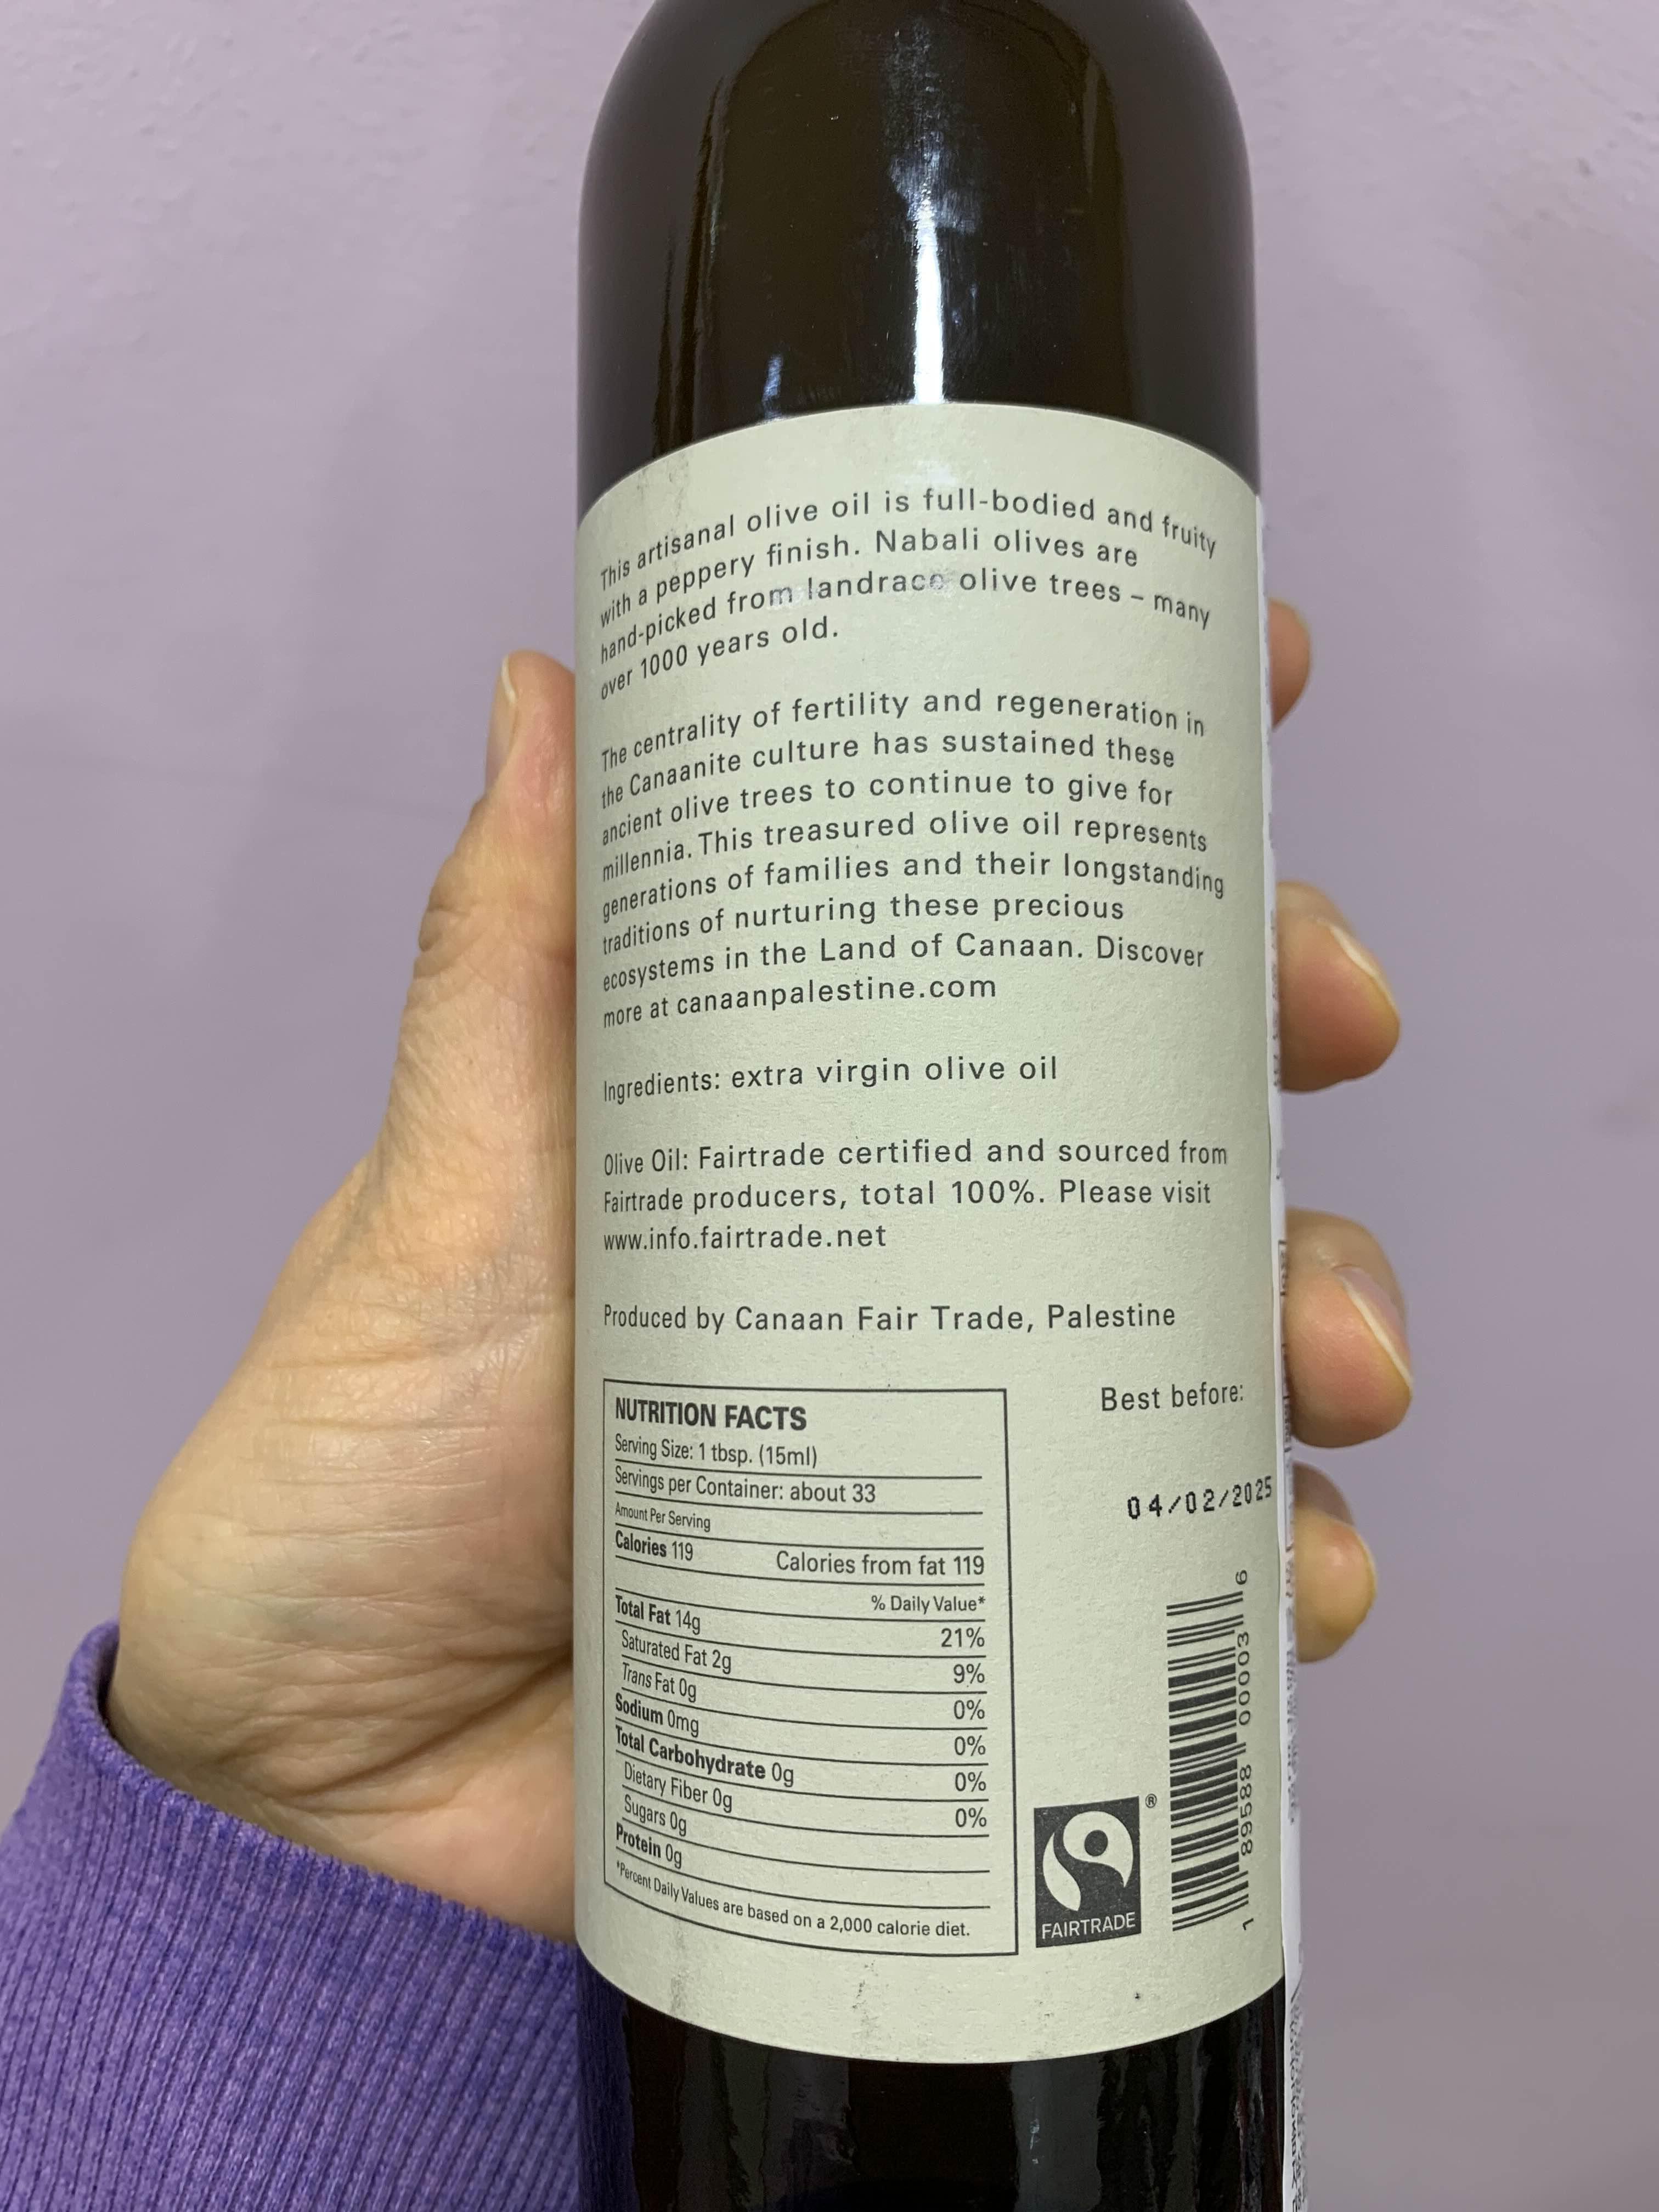 This artisanal olive oil is full-bodied and fruity
with a peppery finish. Nabali olives are
hand-picked from landrace olive trees – many
over 1000 years old.
The centrality of fertility and regeneration in
the Canaanite culture has sustained these
ancient olive trees to continue to give for
millennia. This treasured olive oil represents
generations of families and their longstanding
traditions of nurturing these precious
ecosystems in the Land of Canaan. Discover
more at canaanpalestine.com
Ingredients: extra virgin olive oil
Olive Oil: Fairtrade certified and sourced from
Fairtrade producers, total 100%. Please visit
www.info.fairtrade.net
Produced by Canaan Fair Trade, Palestine
NUTRITION FACTS
Serving Size: 1 tbsp. (15ml)
Servings per Container: about 33
Amount Per Serving
Calories 119 Calories from fat 119
% Daily Value*
Total Fat 14g 21%
Saturated Fat 2g 9%
Trans Fat 0g 0%
Sodium 0mg 0%
Total Carbohydrate 0g 0%
Dietary Fiber 0g 0%
Sugars 0g
Protein 0g
*Percent Daily Values are based on a 2,000 calorie diet.
Best before:
04/02/2025
1 89588 00003 6
®
FAIRTRADE